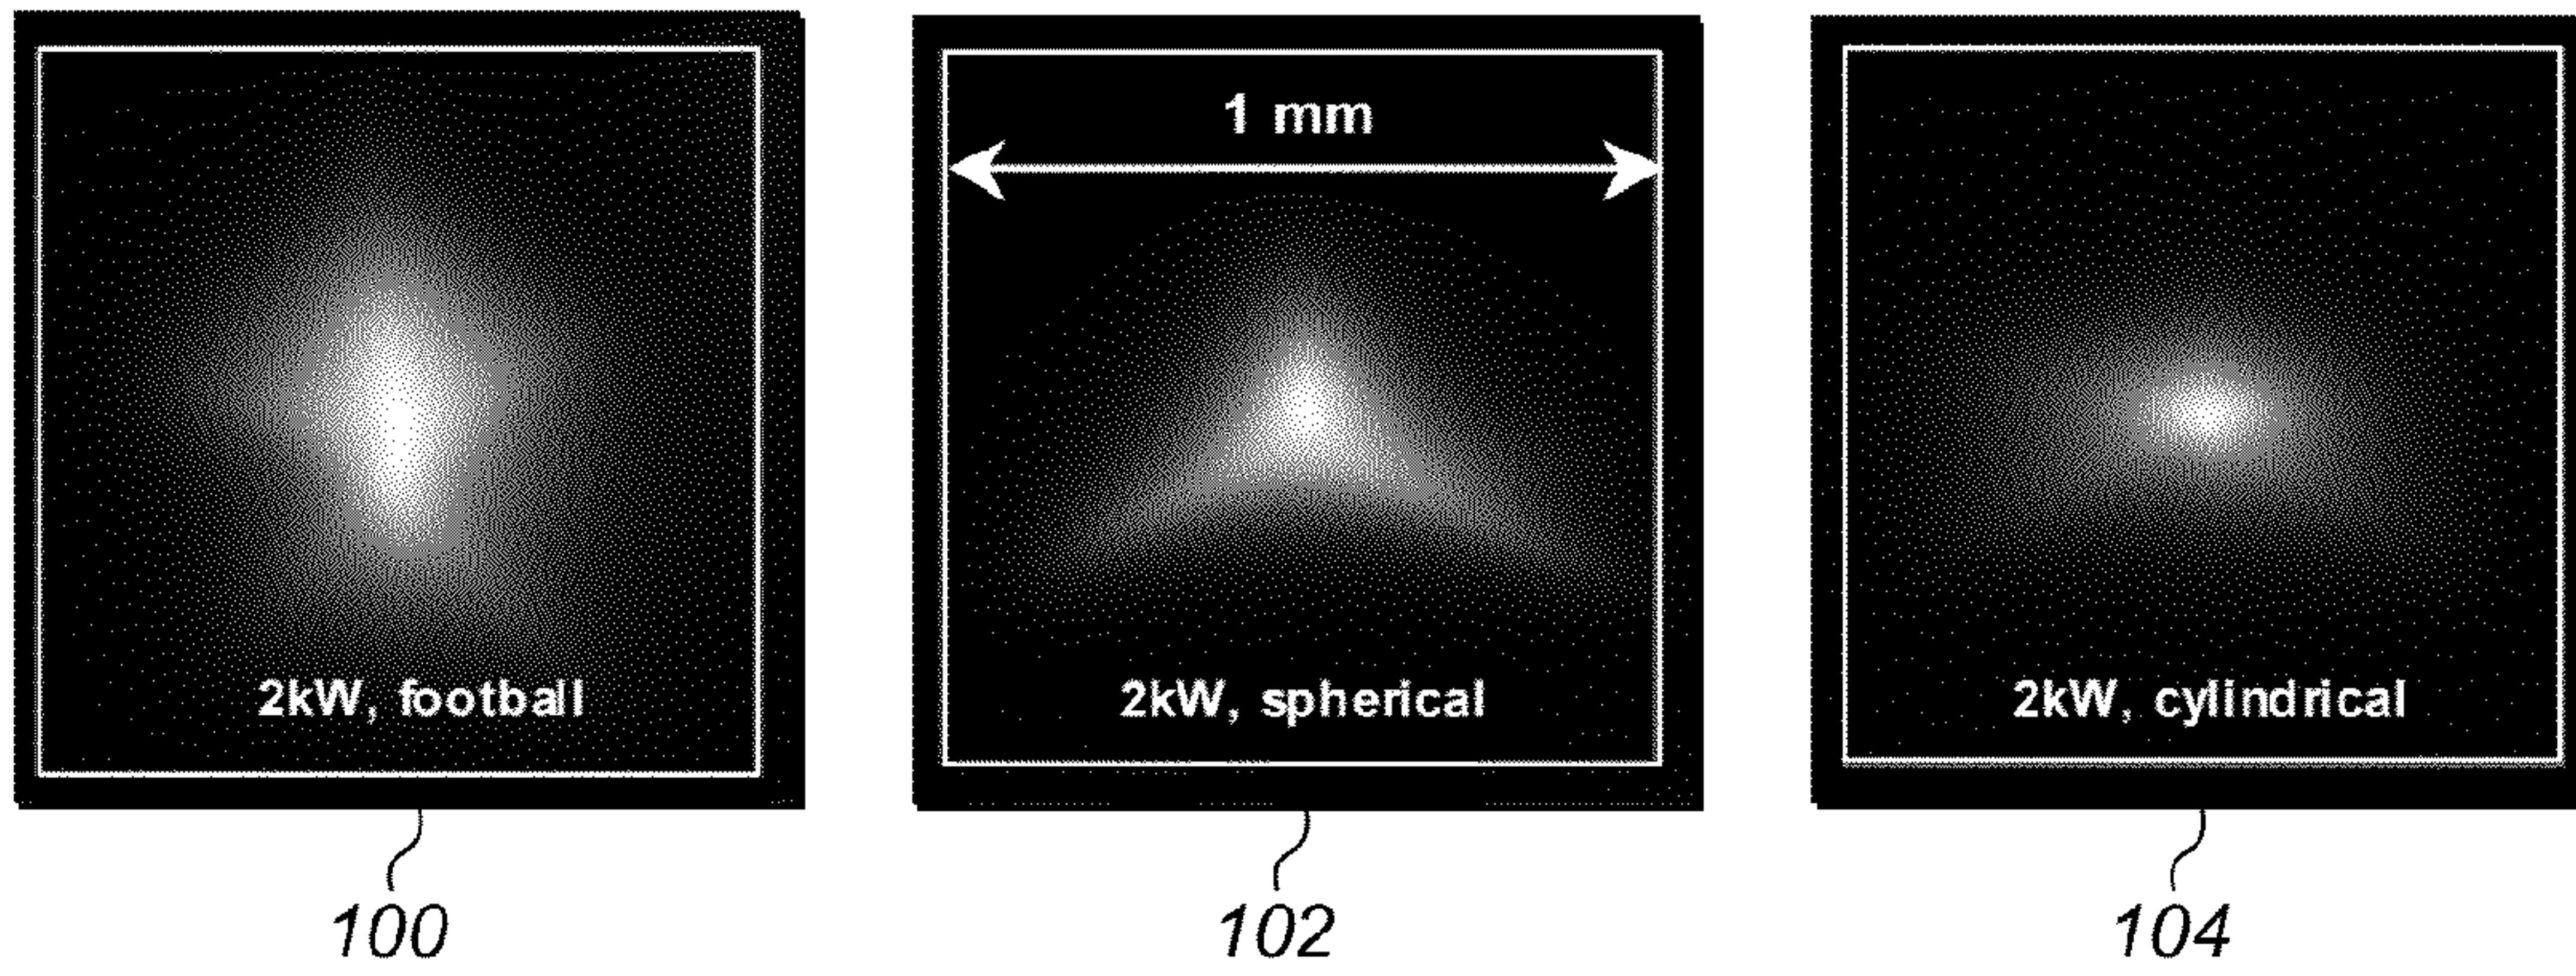 1 mm
2kW, football
2kW, spherical
2kW, cylindrical
100
102
104